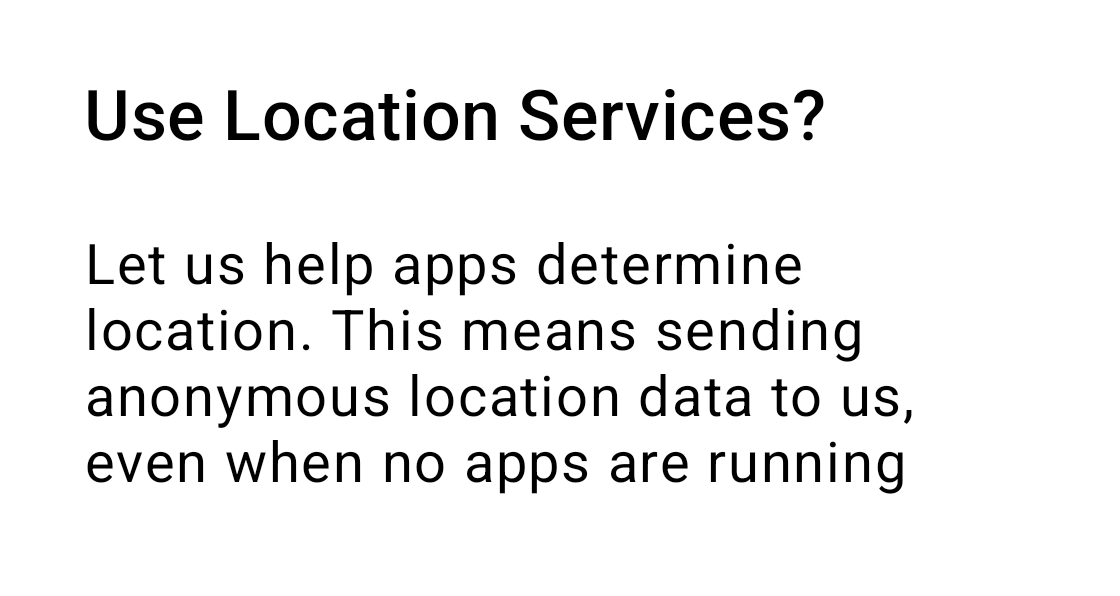 Use Location Services?
Let us help apps determine
location. This means sending
anonymous location data to us,
even when no apps are running